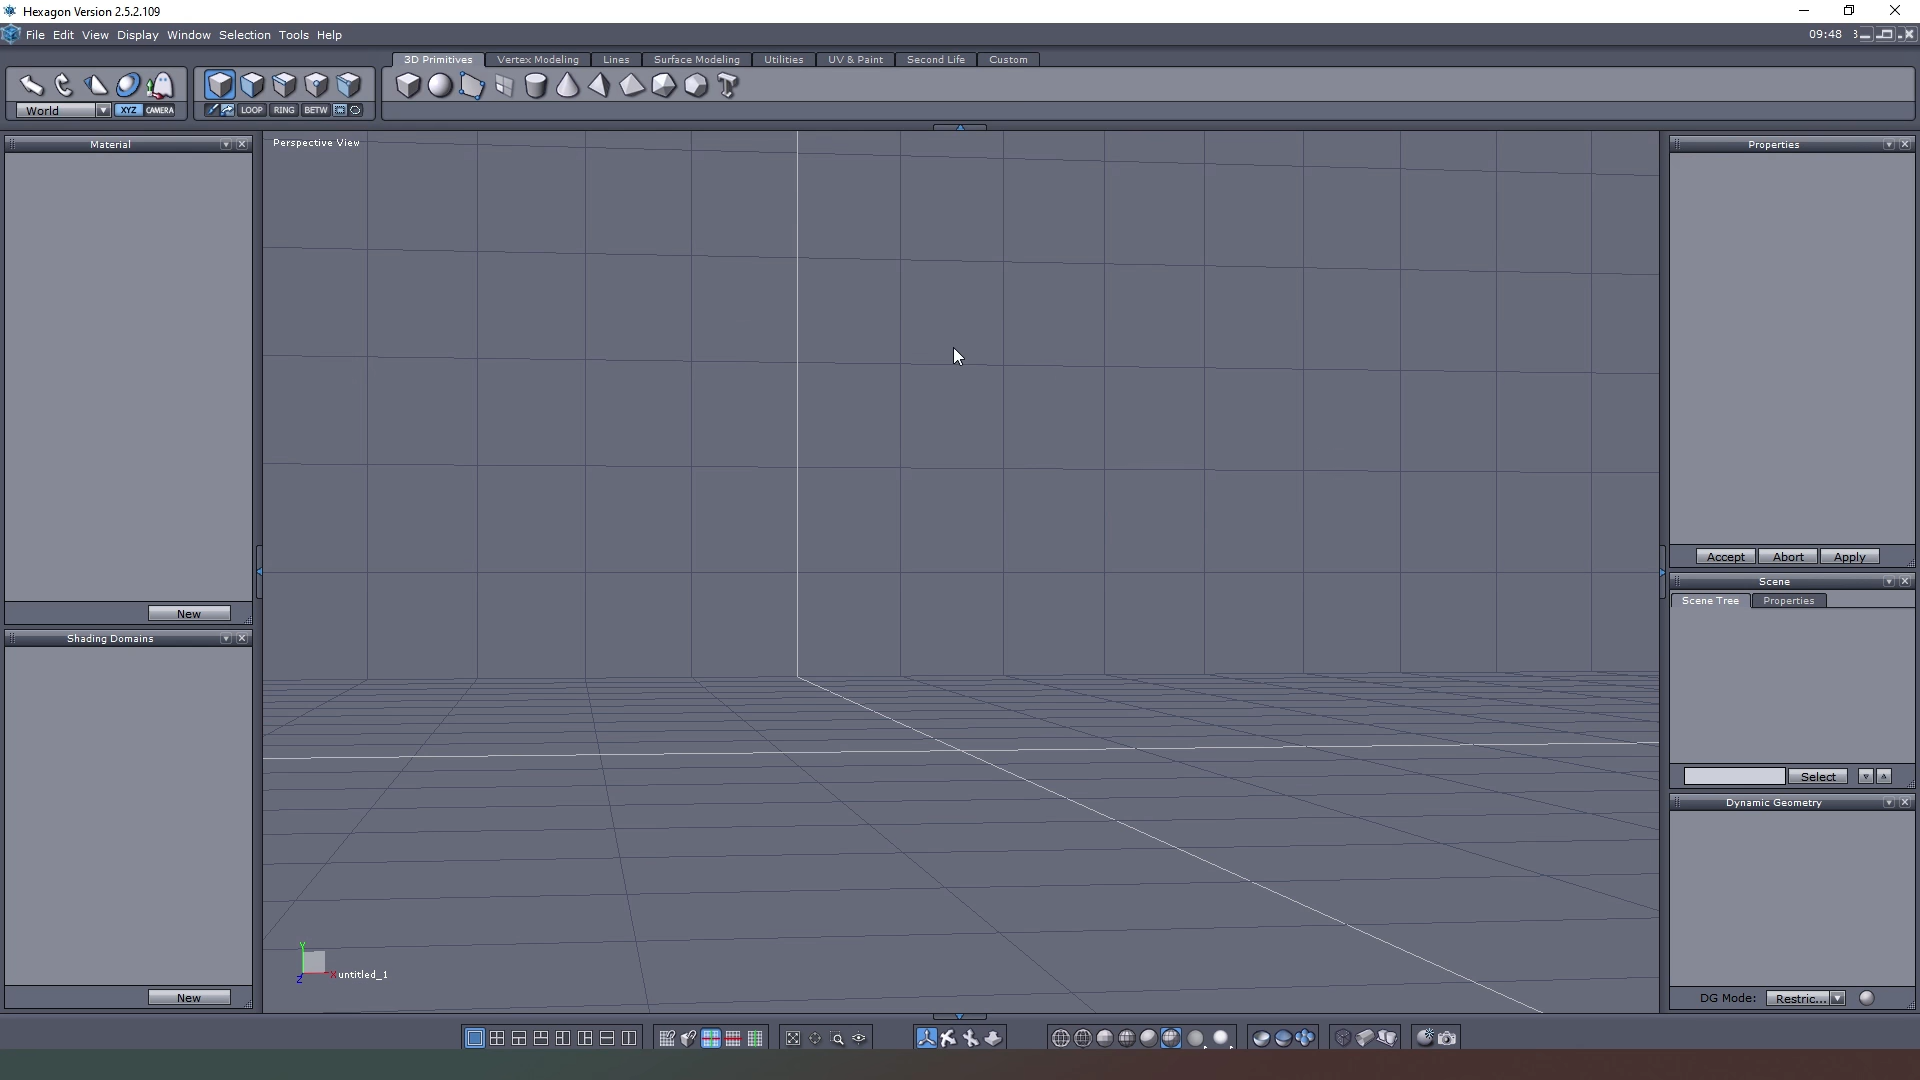 Hexagon Version 2.5.2.109
File Edit View Display Window Selection Tools Help
09:48
3D Primitives Vertex Modeling Lines Surface Modeling Utilities UV & Paint Second Life Custom
World XYZ CAMERA LOOP RING BETW
Material
Perspective View
Properties
Accept Abort Apply
Scene
Scene Tree Properties
New
Shading Domains
Select
Dynamic Geometry
Y
X
Z
untitled_1
New
DG Mode: Restric...